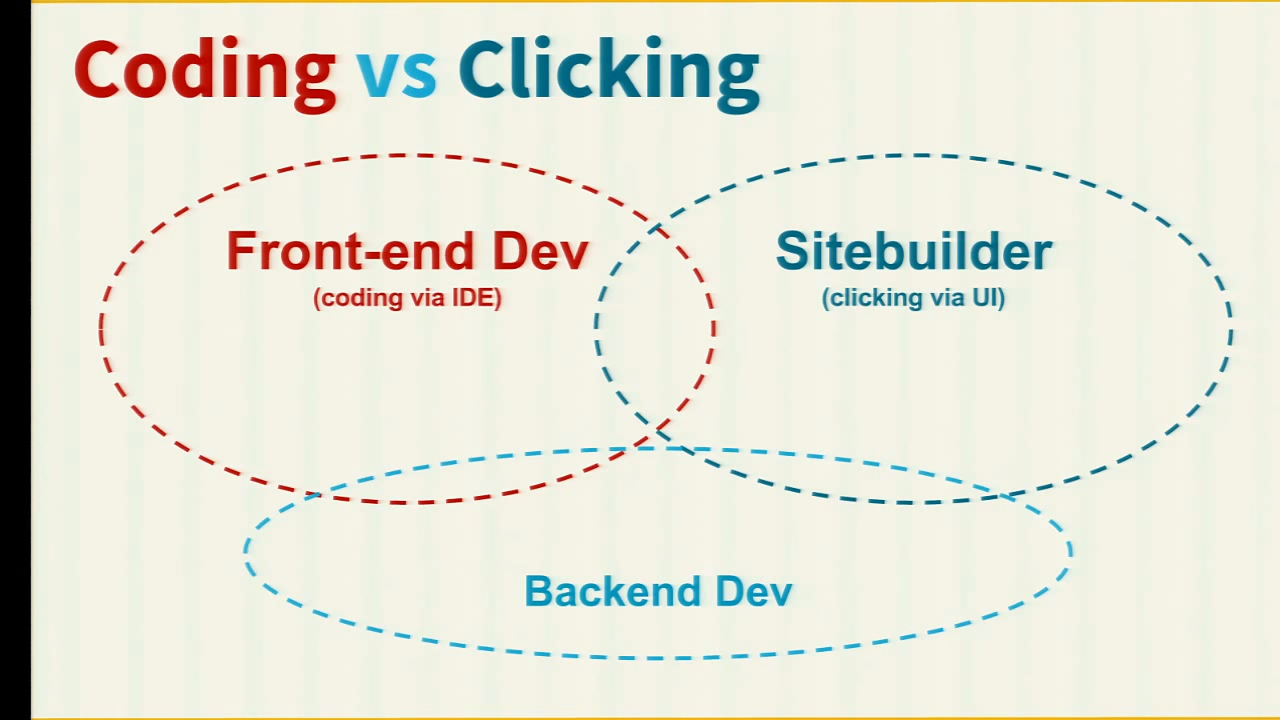 Coding vs Clicking
Front-end Dev
(coding via IDE)
Sitebuilder
(clicking via UI)
Backend Dev